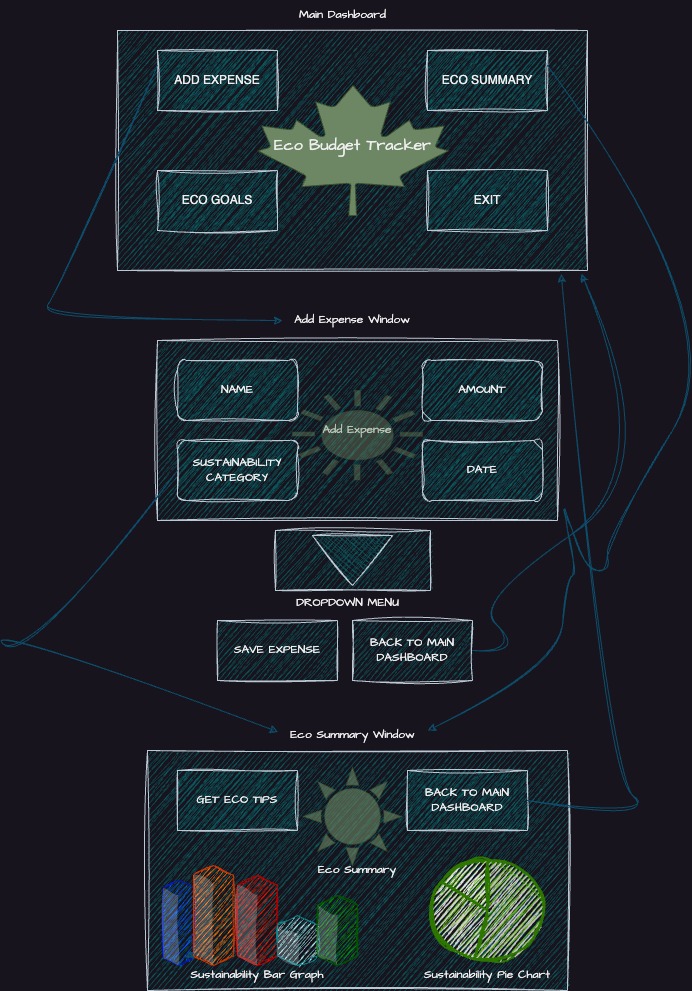 Main Dashboard
ADD EXPENSE
ECO SUMMARY
Eco Budget Tracker
ECO GOALS
EXIT
Add Expense Window
NAME
AMOUNT
Add Expense
SUSTAINABILITY
CATEGORY
DATE
DROPDOWN MENU
SAVE EXPENSE
BACK TO MAIN
DASHBOARD
Eco Summary Window
GET ECO TIPS
BACK TO MAIN
DASHBOARD
Eco Summary
Sustainability Bar Graph
Sustainability Pie Chart